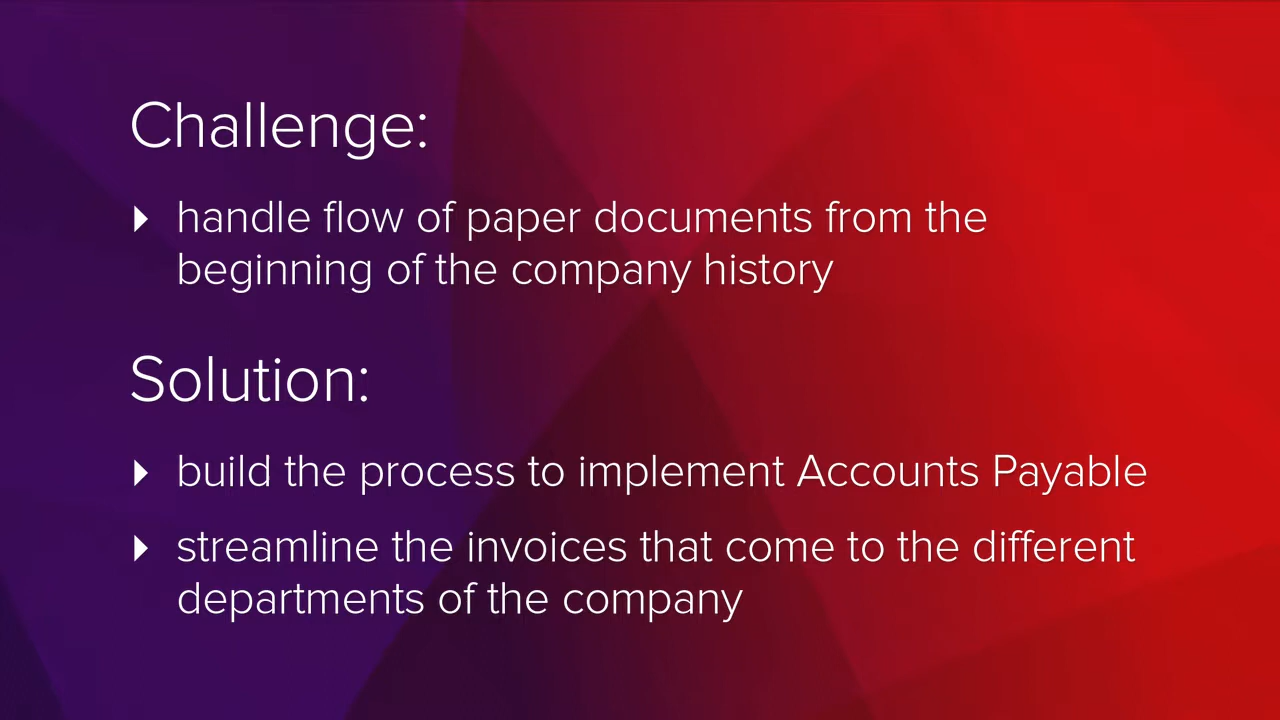 Challenge:
handle flow of paper documents from the
beginning of the company history
Solution:
build the process to implement Accounts Payable
streamline the invoices that come to the different
departments of the company